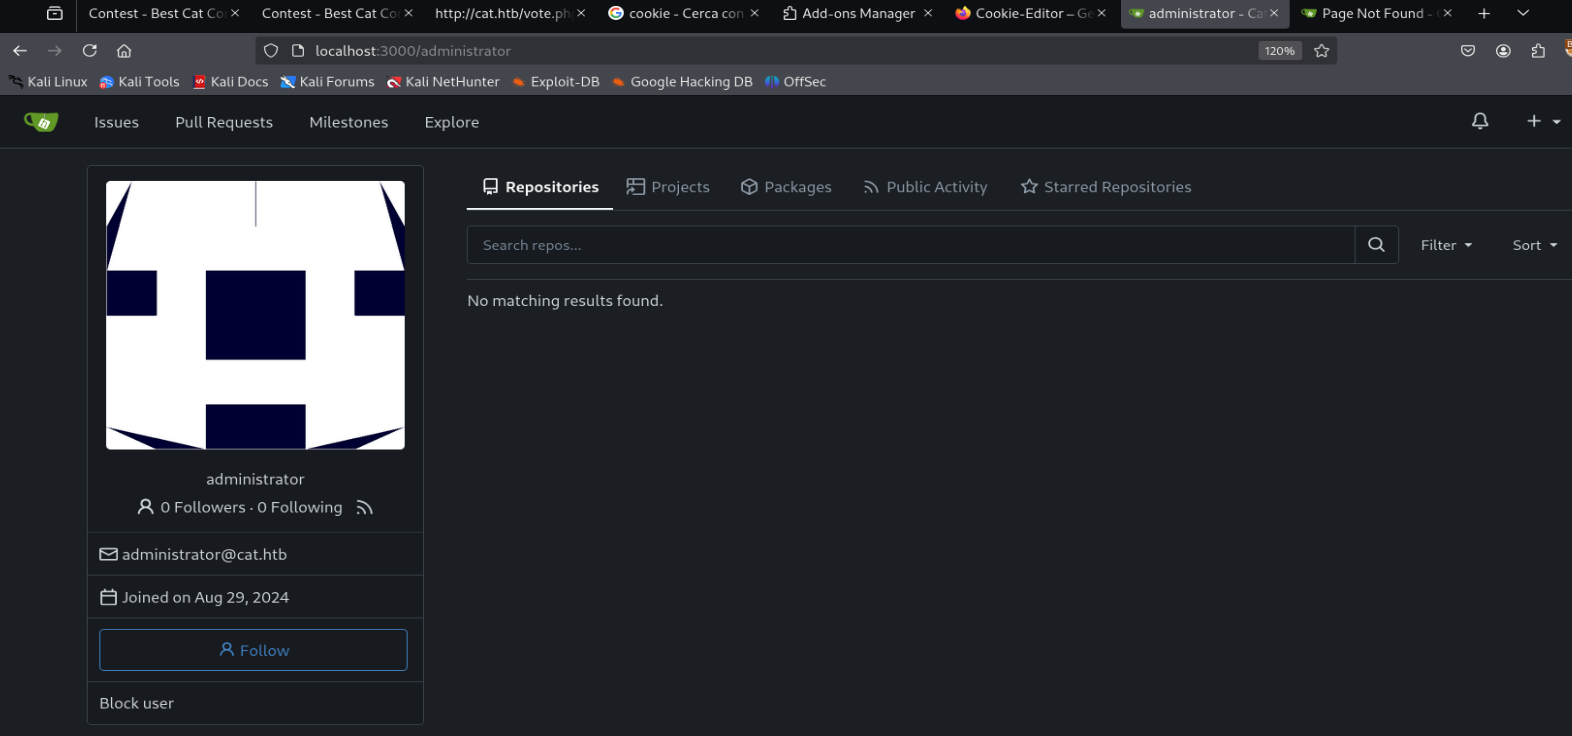 Contest - Best Cat Co Contest - Best Cat Co http://cat.htb/vote.ph cookie - Cerca con Add-ons Manager Cookie-Editor – Ge administrator - Ca Page Not Found -
localhost:3000/administrator 120%
Kali Linux Kali Tools Kali Docs Kali Forums Kali NetHunter Exploit-DB Google Hacking DB OffSec
Issues Pull Requests Milestones Explore
Repositories Projects Packages Public Activity Starred Repositories
Search repos... Filter Sort
No matching results found.
administrator
0 Followers · 0 Following
administrator@cat.htb
Joined on Aug 29, 2024
Follow
Block user